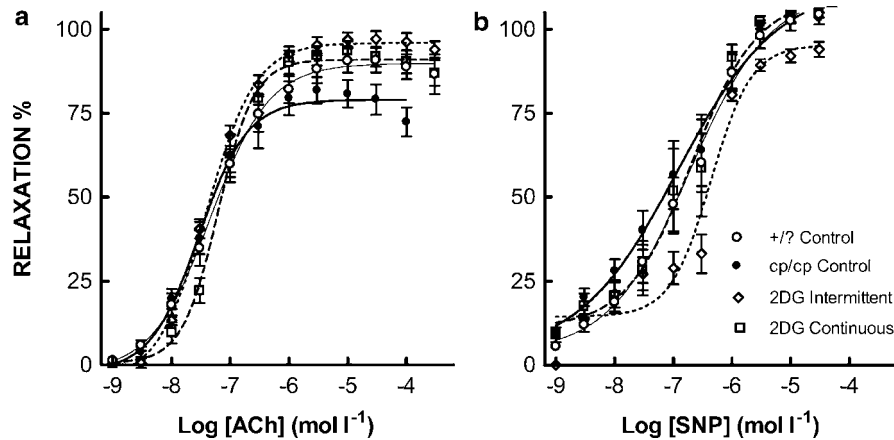 a
b
RELAXATION %
100
75
50
25
0
-9
-8
-7
-6
-5
-4
Log [ACh] (mol l⁻¹)
100
75
50
25
0
-9
-8
-7
-6
-5
-4
Log [SNP] (mol l⁻¹)
+/? Control
cp/cp Control
2DG Intermittent
2DG Continuous